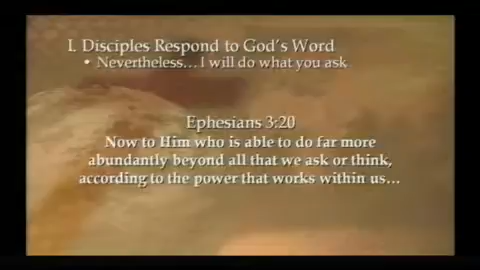 I. Disciples Respond to God's Word
• Nevertheless... I will do what you ask
Ephesians 3:20
Now to Him who is able to do far more
abundantly beyond all that we ask or think,
according to the power that works within us...